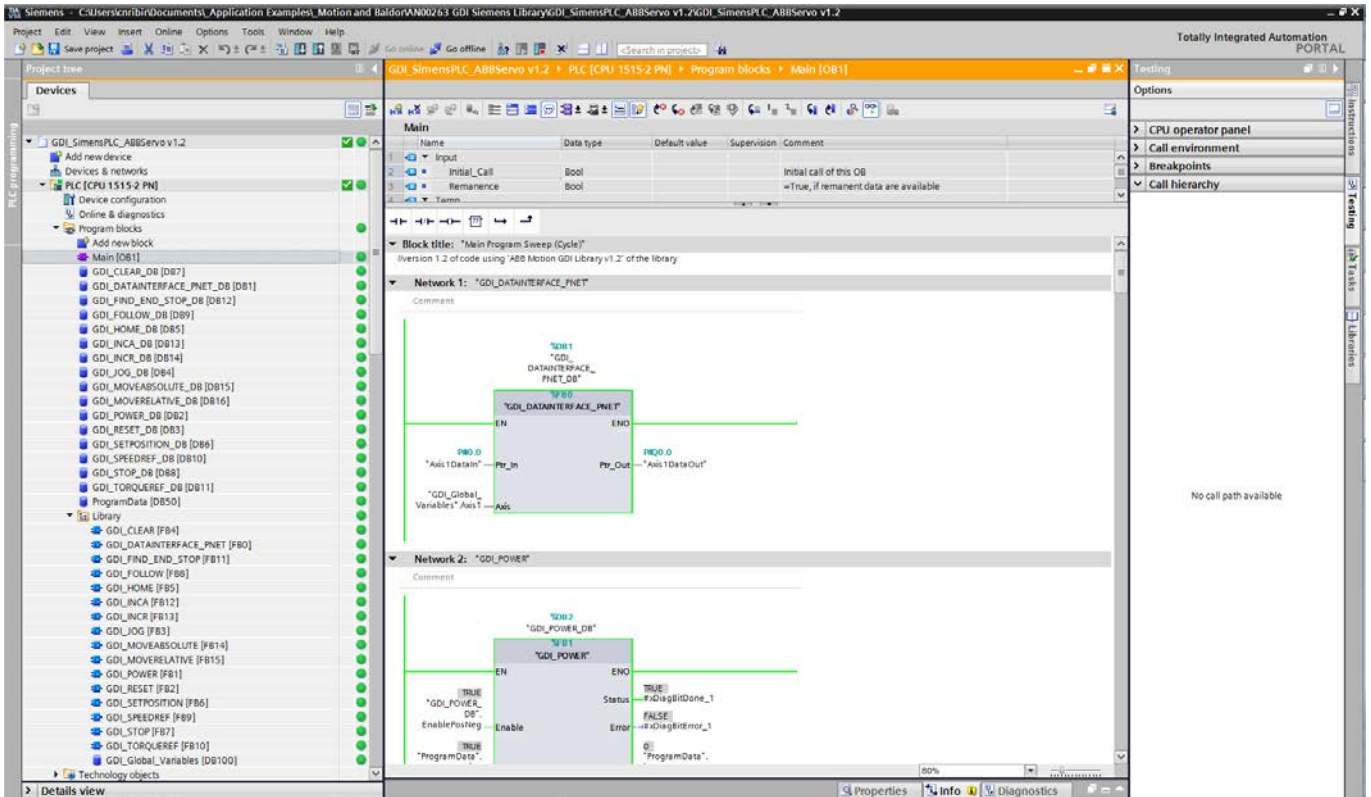 Siemens - C:\Users\cnribir\Documents\_Application Examples\_Motion and Baldor\AN00263 GDI Siemens Library\GDI_SimensPLC_ABBServo v1.2\GDI_SimensPLC_ABBServo v1.2
Project Edit View Insert Online Options Tools Window Help
Totally Integrated Automation
PORTAL
Save project
Go online
Go offline
<Search in project>
Project tree
GDI_SimensPLC_ABBServo v1.2 ▸ PLC [CPU 1515-2 PN] ▸ Program blocks ▸ Main [OB1]
Testing
Devices
Options
PLC programming
GDI_SimensPLC_ABBServo v1.2
Add new device
Devices & networks
PLC [CPU 1515-2 PN]
Device configuration
Online & diagnostics
Program blocks
Add new block
Main [OB1]
GDI_CLEAR_DB [DB7]
GDI_DATAINTERFACE_PNET_DB [DB1]
GDI_FIND_END_STOP_DB [DB12]
GDI_FOLLOW_DB [DB9]
GDI_HOME_DB [DB5]
GDI_INCA_DB [DB13]
GDI_INCR_DB [DB14]
GDI_JOG_DB [DB4]
GDI_MOVEABSOLUTE_DB [DB15]
GDI_MOVERELATIVE_DB [DB16]
GDI_POWER_DB [DB2]
GDI_RESET_DB [DB3]
GDI_SETPOSITION_DB [DB6]
GDI_SPEEDREF_DB [DB10]
GDI_STOP_DB [DB8]
GDI_TORQUEREF_DB [DB11]
ProgramData [DB50]
Library
GDI_CLEAR [FB4]
GDI_DATAINTERFACE_PNET [FB0]
GDI_FIND_END_STOP [FB11]
GDI_FOLLOW [FB8]
GDI_HOME [FB5]
GDI_INCA [FB12]
GDI_INCR [FB13]
GDI_JOG [FB3]
GDI_MOVEABSOLUTE [FB14]
GDI_MOVERELATIVE [FB15]
GDI_POWER [FB1]
GDI_RESET [FB2]
GDI_SETPOSITION [FB6]
GDI_SPEEDREF [FB9]
GDI_STOP [FB7]
GDI_TORQUEREF [FB10]
GDI_Global_Variables [DB100]
Technology objects
Details view
Main
Name Data type Default value Supervision Comment
1 Input
2 Initial_Call Bool Initial call of this OB
3 Remanence Bool =True, if remanent data are available
4 Temp
Block title: "Main Program Sweep (Cycle)"
//version 1.2 of code using 'ABB Motion GDI Library v1.2' of the library
Network 1: "GDI_DATAINTERFACE_PNET"
Comment
%DB1
"GDI_
DATAINTERFACE_
PNET_DB"
%FB0
"GDI_DATAINTERFACE_PNET"
EN ENO
P#I0.0 P#Q0.0
"Axis1DataIn" Ptr_In Ptr_Out "Axis1DataOut"
"GDI_Global_
Variables".Axis1 Axis
Network 2: "GDI_POWER"
Comment
%DB2
"GDI_POWER_DB"
%FB1
"GDI_POWER"
EN ENO
TRUE TRUE
"GDI_POWER_ Status #xDiagBitDone_1
DB". FALSE
EnablePosNeg Enable Error #xDiagBitError_1
TRUE 0
"ProgramData". "ProgramData".
80%
Properties Info Diagnostics
CPU operator panel
Call environment
Breakpoints
Call hierarchy
No call path available
Instructions
Testing
Tasks
Libraries